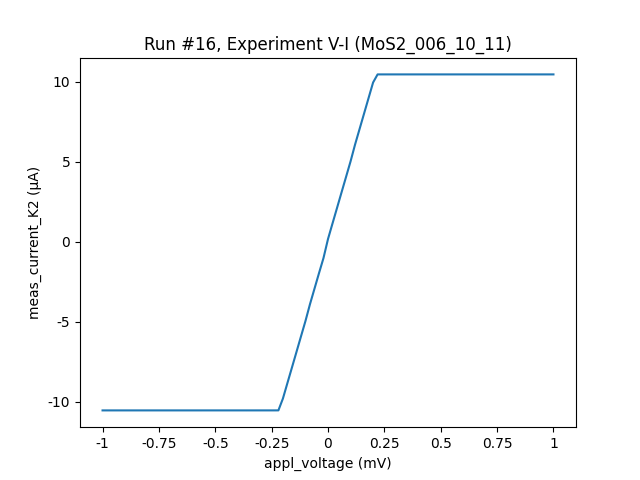 Run #16, Experiment V-I (MoS2_006_10_11)
10
5
0
-5
-10
meas_current_K2 (μA)
-1 -0.75 -0.5 -0.25 0 0.25 0.5 0.75 1
appl_voltage (mV)